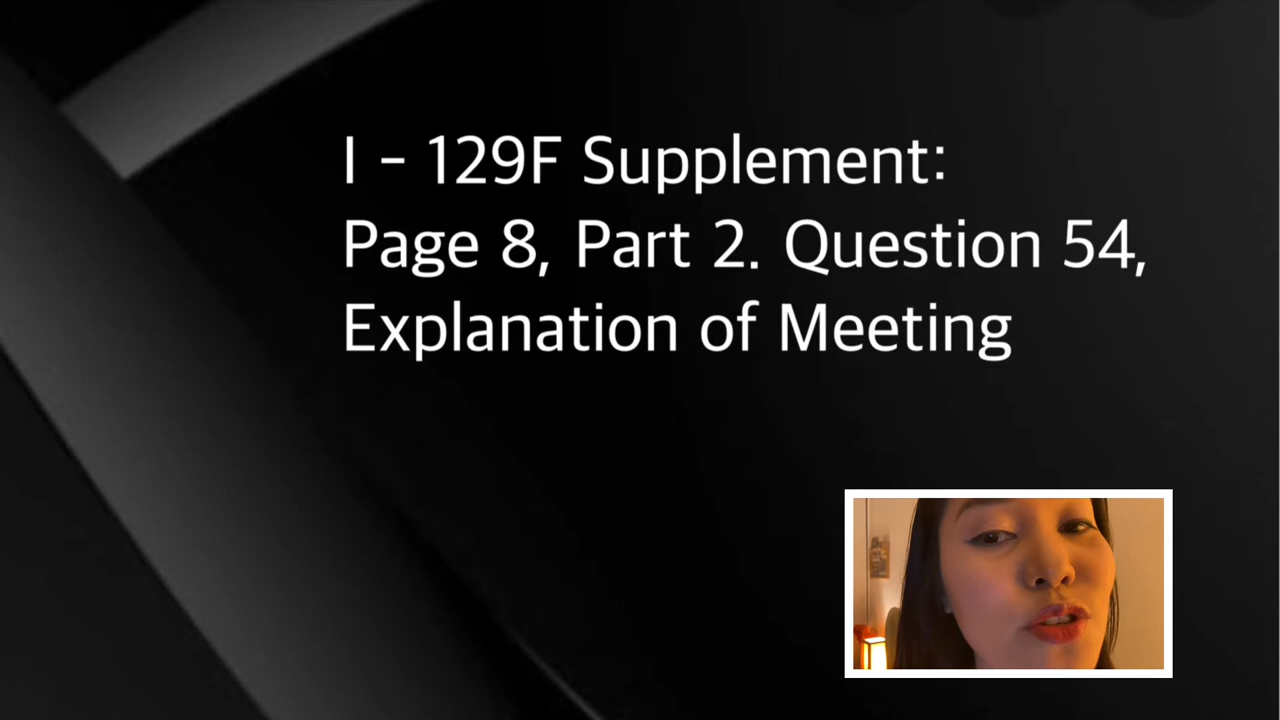 I - 129F Supplement:
Page 8, Part 2. Question 54,
Explanation of Meeting